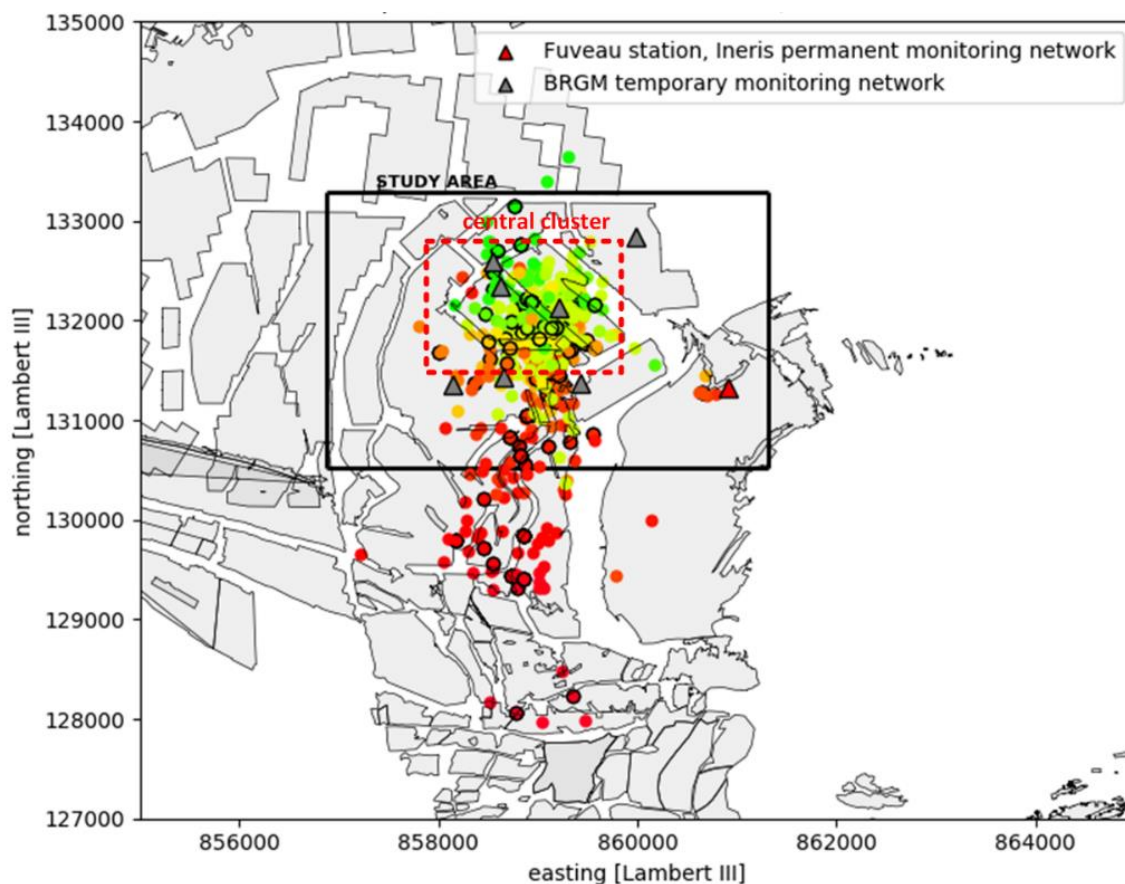 135000
Fuveau station, Ineris permanent monitoring network
BRGM temporary monitoring network
134000
STUDY AREA
133000
central cluster
132000
131000
130000
129000
128000
127000
northing [Lambert III]
856000 858000 860000 862000 864000
easting [Lambert III]